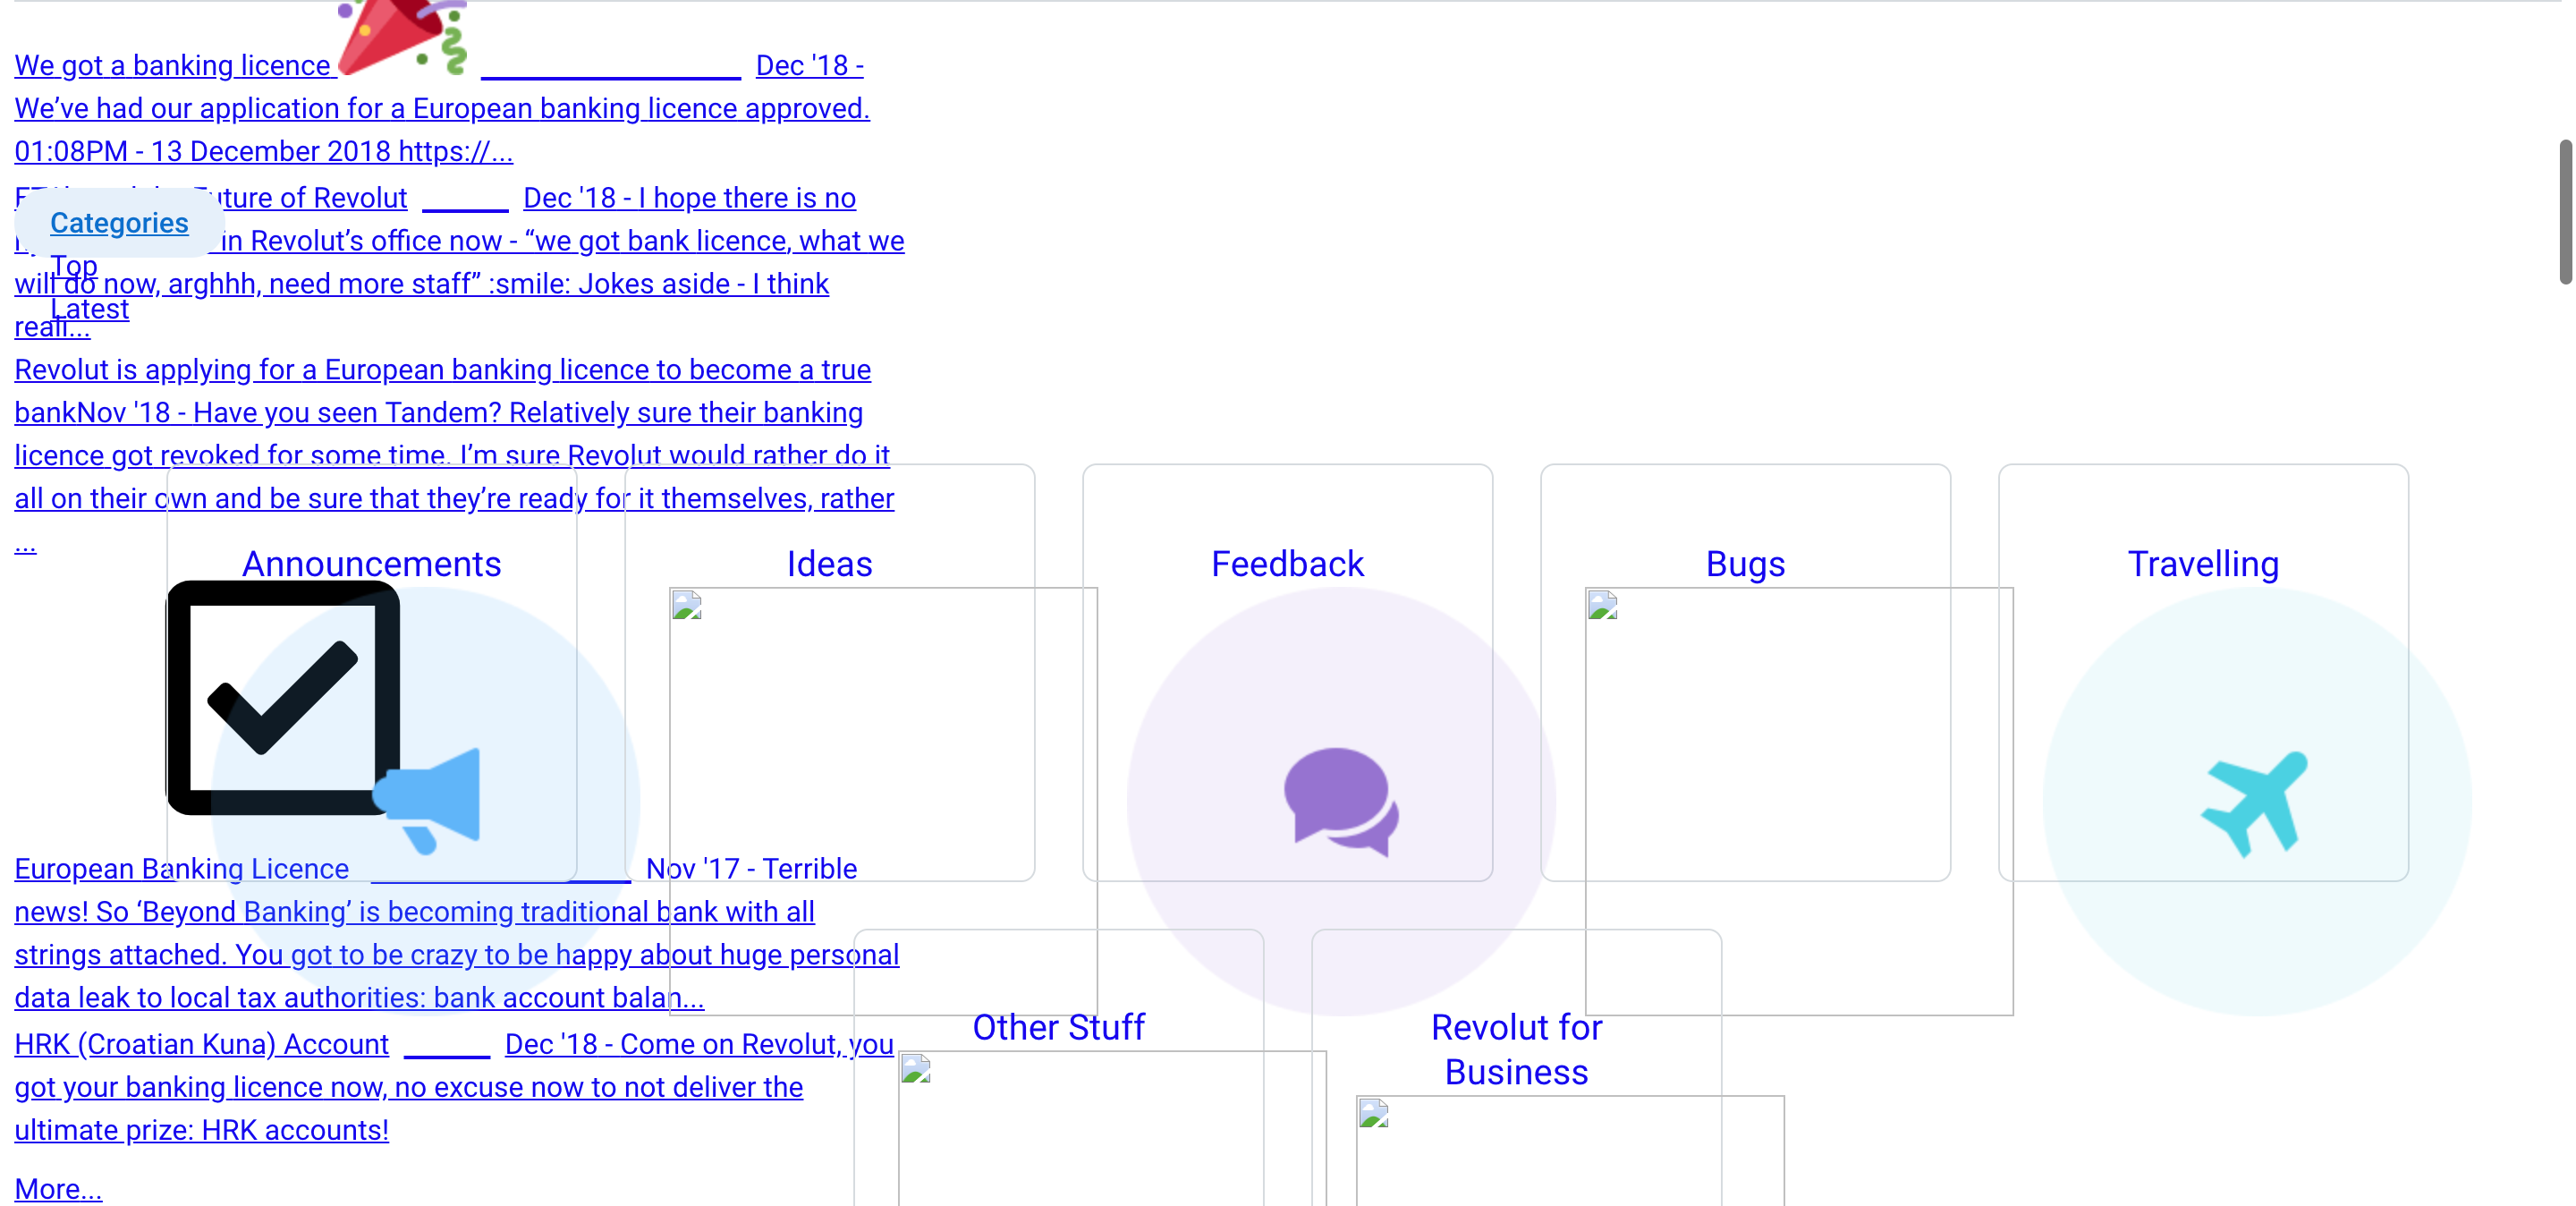 We got a banking licence Dec '18 -
We’ve had our application for a European banking licence approved.
01:08PM - 13 December 2018 https://...
Future of Revolut Dec '18 - I hope there is no
Categories
in Revolut’s office now - “we got bank licence, what we
Top
will do now, arghhh, need more staff” :smile: Jokes aside - I think
Latest
reali...
Revolut is applying for a European banking licence to become a true
bankNov '18 - Have you seen Tandem? Relatively sure their banking
licence got revoked for some time. I’m sure Revolut would rather do it
all on their own and be sure that they’re ready for it themselves, rather
...
Announcements
Ideas
Feedback
Bugs
Travelling
European Banking Licence Nov '17 - Terrible
news! So ‘Beyond Banking’ is becoming traditional bank with all
strings attached. You got to be crazy to be happy about huge personal
data leak to local tax authorities: bank account balan...
Other Stuff
Revolut for
Business
HRK (Croatian Kuna) Account Dec '18 - Come on Revolut, you
got your banking licence now, no excuse now to not deliver the
ultimate prize: HRK accounts!
More...